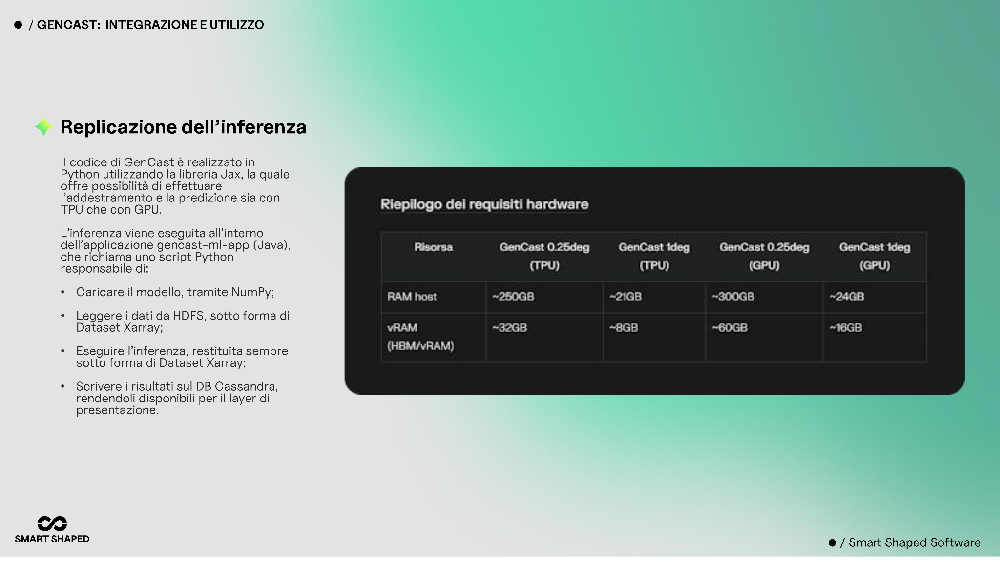 / GENCAST: INTEGRAZIONE E UTILIZZO
Replicazione dell’inferenza
Il codice di GenCast è realizzato in
Python utilizzando la libreria Jax, la quale
offre possibilità di effettuare
l’addestramento e la predizione sia con
TPU che con GPU.
L’inferenza viene eseguita all'interno
dell’applicazione gencast-ml-app (Java),
che richiama uno script Python
responsabile di:
• Caricare il modello, tramite NumPy;
• Leggere i dati da HDFS, sotto forma di
Dataset Xarray;
• Eseguire l’inferenza, restituita sempre
sotto forma di Dataset Xarray;
• Scrivere i risultati sul DB Cassandra,
rendendoli disponibili per il layer di
presentazione.
Riepilogo dei requisiti hardware
Risorsa GenCast 0.25deg (TPU) GenCast 1deg (TPU) GenCast 0.25deg (GPU) GenCast 1deg (GPU)
RAM host ~250GB ~21GB ~300GB ~24GB
vRAM (HBM/vRAM) ~32GB ~8GB ~60GB ~16GB
SMART SHAPED
/ Smart Shaped Software